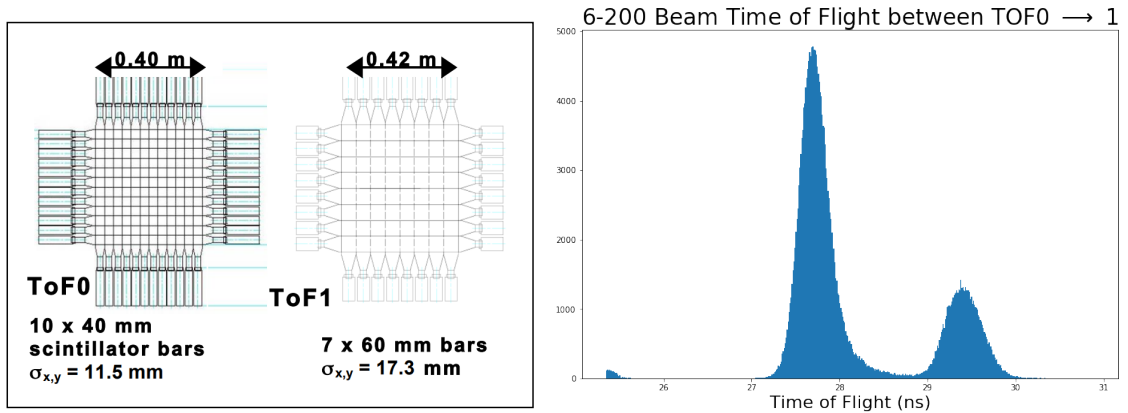 0.40 m
0.42 m
ToF0
10 x 40 mm
scintillator bars
σx,y = 11.5 mm
ToF1
7 x 60 mm bars
σx,y = 17.3 mm
6-200 Beam Time of Flight between TOF0 ⟶ 1
5000
4000
3000
2000
1000
0
26
27
28
29
30
31
Time of Flight (ns)